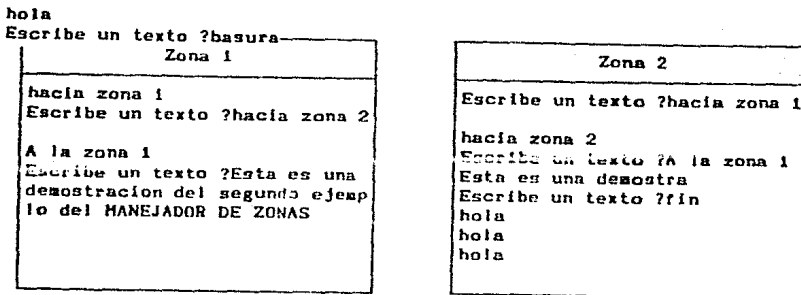 hola
Escribe un texto ?basura
Zona 1
hacia zona 1
Escribe un texto ?hacia zona 2
A la zona 1
Escribe un texto ?Esta es una
demostracion del segundo ejemp
lo del MANEJADOR DE ZONAS
Zona 2
Escribe un texto ?hacia zona 1
hacia zona 2
Escribe un texto ?A la zona 1
Esta es una demostra
Escribe un texto ?fin
hola
hola
hola